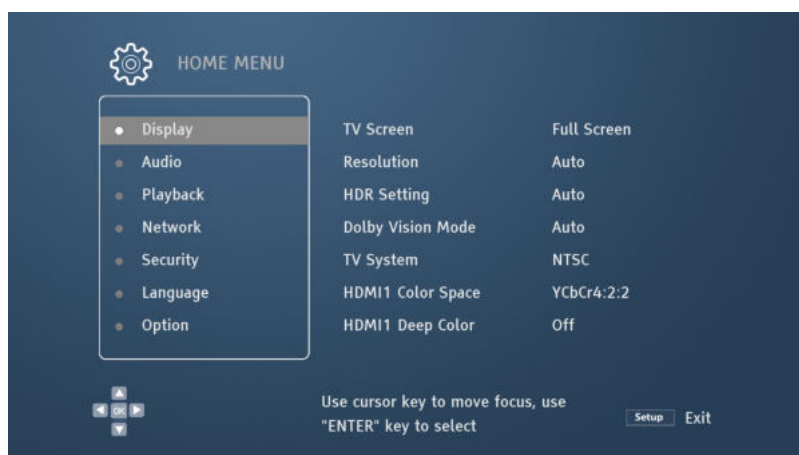 HOME MENU
Display TV Screen Full Screen
Audio Resolution Auto
Playback HDR Setting Auto
Network Dolby Vision Mode Auto
Security TV System NTSC
Language HDMI1 Color Space YCbCr4:2:2
Option HDMI1 Deep Color Off
OK
Use cursor key to move focus, use
"ENTER" key to select
Setup Exit